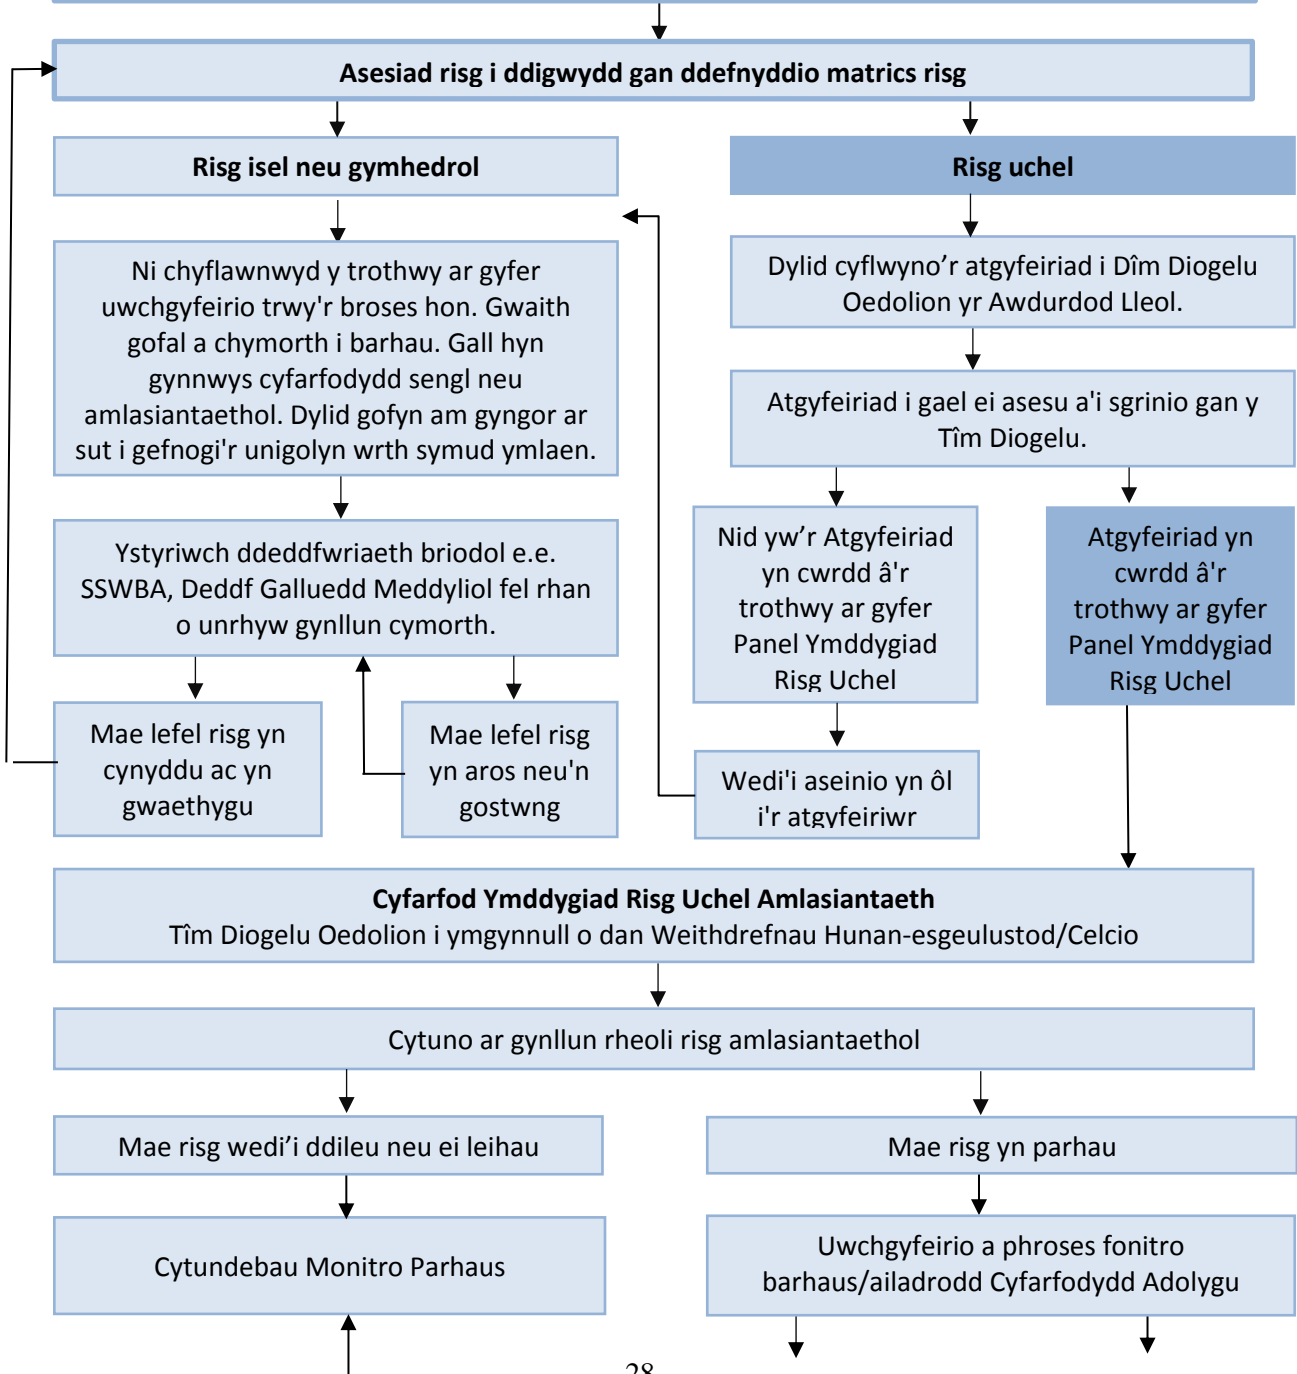 Asesiad risg i ddigwydd gan ddefnyddio matrics risg
Risg isel neu gymhedrol
Ni chyflawnwyd y trothwy ar gyfer
uwchgyfeirio trwy'r broses hon. Gwaith
gofal a chymorth i barhau. Gall hyn
gynnwys cyfarfodydd sengl neu
amlasiantaethol. Dylid gofyn am gyngor ar
sut i gefnogi'r unigolyn wrth symud ymlaen.
Ystyriwch ddeddfwriaeth briodol e.e.
SSWBA, Deddf Galluedd Meddyliol fel rhan
o unrhyw gynllun cymorth.
Mae lefel risg yn
cynyddu ac yn
gwaethygu
Mae lefel risg
yn aros neu'n
gostwng
Risg uchel
Dylid cyflwyno’r atgyfeiriad i Dîm Diogelu
Oedolion yr Awdurdod Lleol.
Atgyfeiriad i gael ei asesu a'i sgrinio gan y
Tîm Diogelu.
Nid yw’r Atgyfeiriad
yn cwrdd â'r
trothwy ar gyfer
Panel Ymddygiad
Risg Uchel
Wedi'i aseinio yn ôl
i'r atgyfeiriwr
Atgyfeiriad yn
cwrdd â'r
trothwy ar gyfer
Panel Ymddygiad
Risg Uchel
Cyfarfod Ymddygiad Risg Uchel Amlasiantaeth
Tîm Diogelu Oedolion i ymgynnull o dan Weithdrefnau Hunan-esgeulustod/Celcio
Cytuno ar gynllun rheoli risg amlasiantaethol
Mae risg wedi’i ddileu neu ei leihau
Cytundebau Monitro Parhaus
Mae risg yn parhau
Uwchgyfeirio a phroses fonitro
barhaus/ailadrodd Cyfarfodydd Adolygu
28